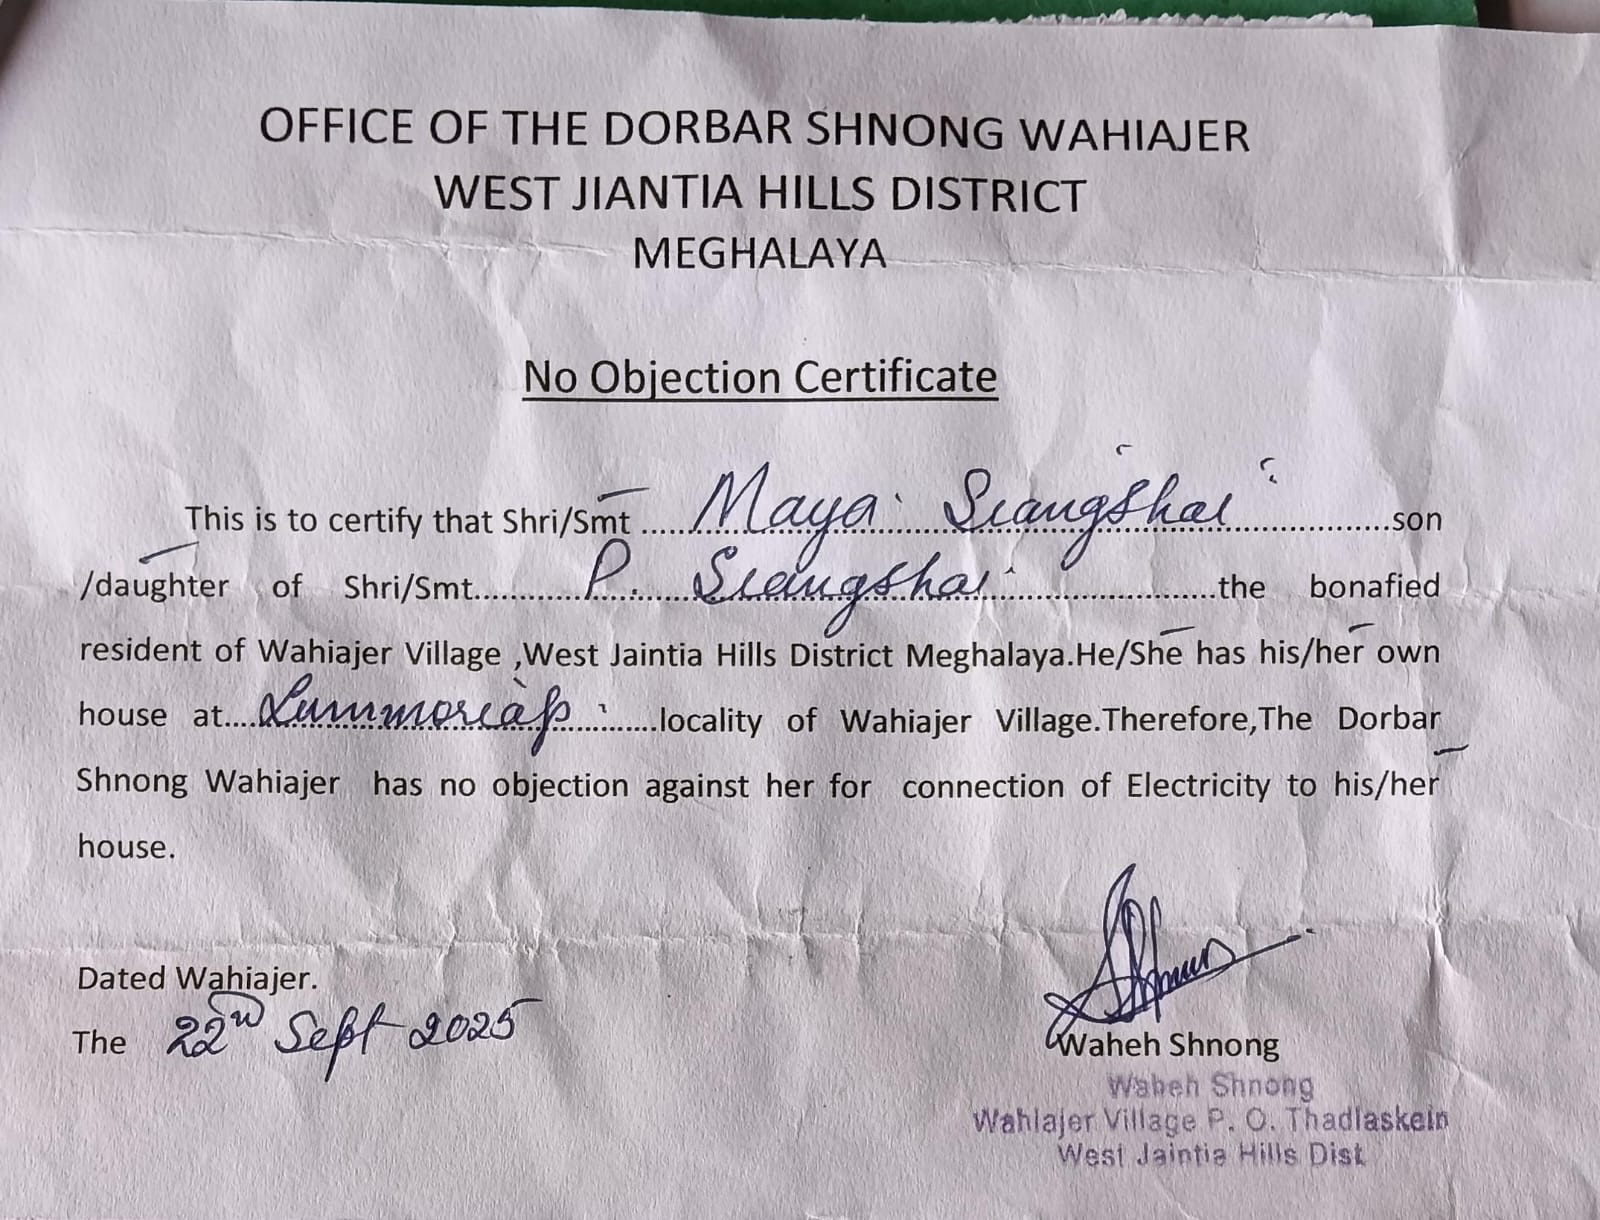 OFFICE OF THE DORBAR SHNONG WAHIAJER
WEST JIANTIA HILLS DISTRICT
MEGHALAYA
No Objection Certificate
This is to certify that Shri/Smt ..... Maya Siangshai ..............son
/daughter of Shri/Smt........... P. Siangshai ....................the bonafied
resident of Wahiajer Village ,West Jaintia Hills District Meghalaya.He/She has his/her own
house at.... Lummoriap .......locality of Wahiajer Village.Therefore,The Dorbar
Shnong Wahiajer has no objection against her for connection of Electricity to his/her
house.
Dated Wahiajer.
The 22nd Sept 2025
Waheh Shnong
Waheh Shnong
Wahiajer Village P. O. Thadlaskein
West Jaintia Hills Dist